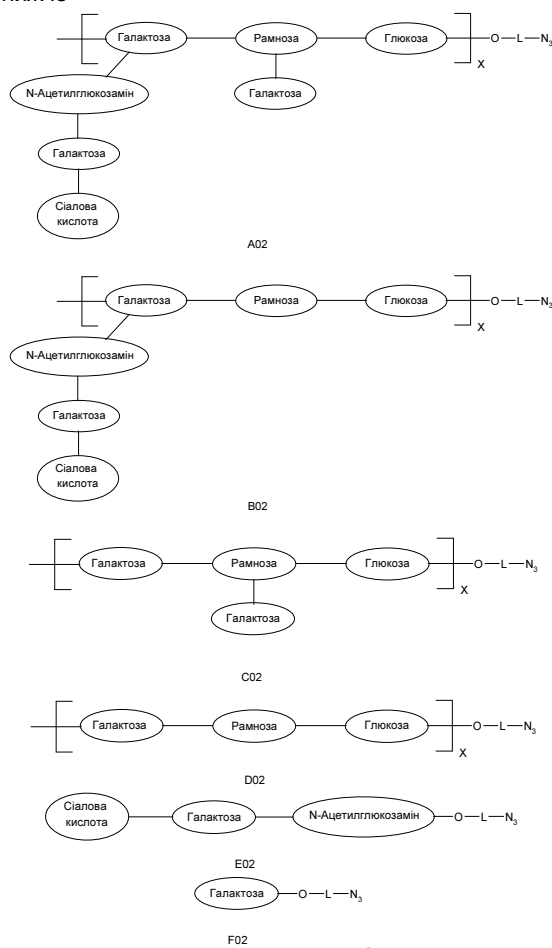 Галактоза Рамноза Глюкоза O—L—N₃
X
N-Ацетилглюкозамін Галактоза
Галактоза
Сіалова
кислота
A02
Галактоза Рамноза Глюкоза O—L—N₃
X
N-Ацетилглюкозамін
Галактоза
Сіалова
кислота
B02
Галактоза Рамноза Глюкоза O—L—N₃
X
Галактоза
C02
Галактоза Рамноза Глюкоза O—L—N₃
X
D02
Сіалова
кислота Галактоза N-Ацетилглюкозамін O—L—N₃
E02
Галактоза O—L—N₃
F02